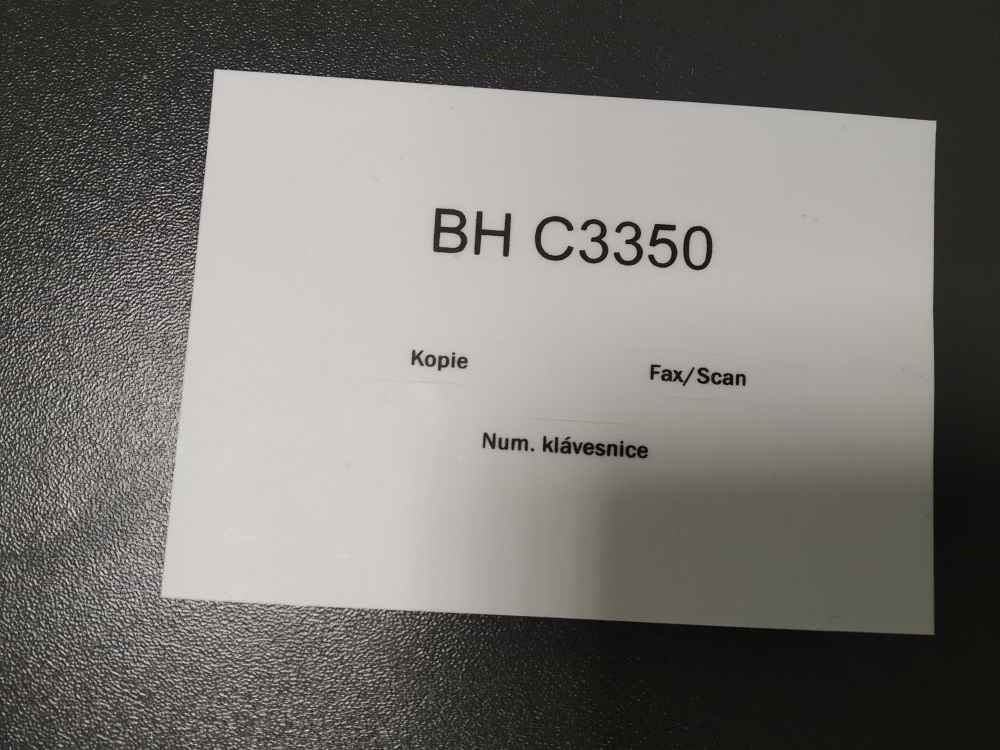 BH C3350
Kopie Fax/Scan
Num. klávesnice